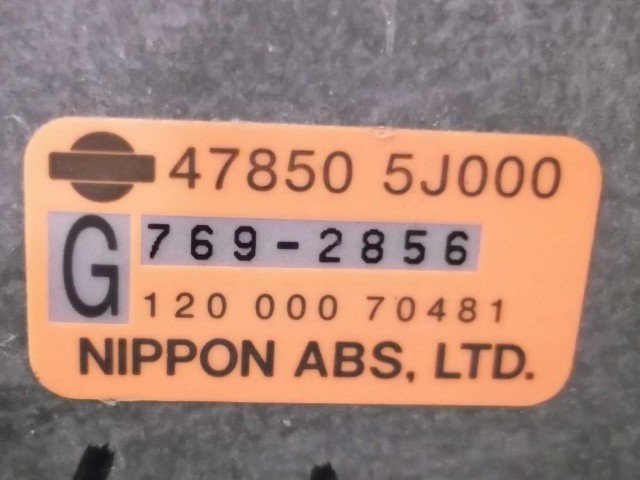 47850 5J000
G 769-2856
120 000 70481
NIPPON ABS, LTD.